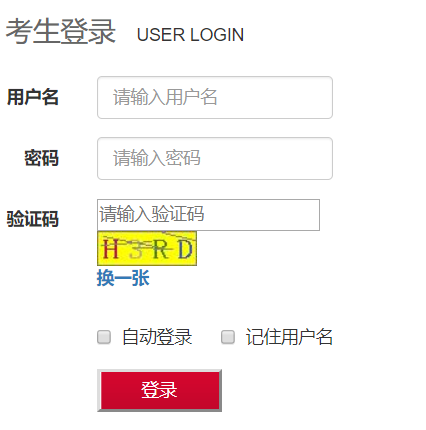 考生登录 USER LOGIN
用户名 请输入用户名
密码 请输入密码
验证码 请输入验证码
H3RD
换一张
自动登录 记住用户名
登录